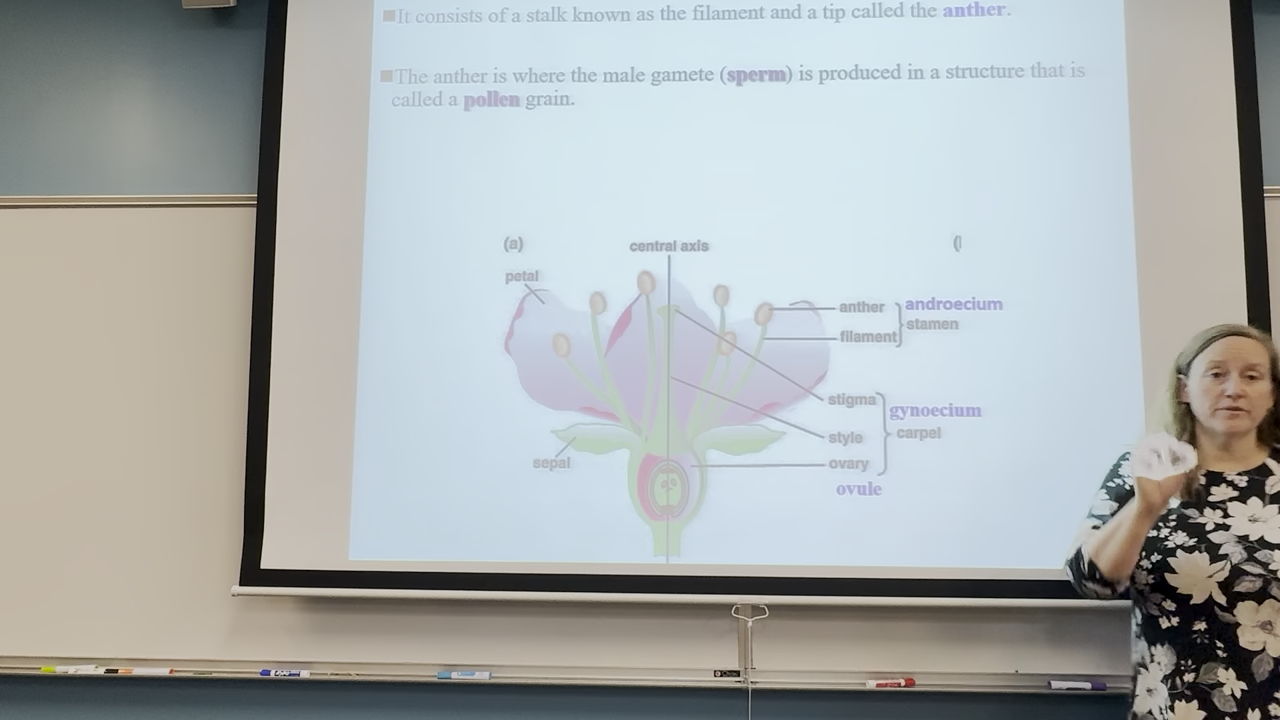 It consists of a stalk known as the filament and a tip called the anther.
The anther is where the male gamete (sperm) is produced in a structure that is
called a pollen grain.
(a)
central axis
petal
anther
androecium
stamen
filament
stigma
gynoecium
style
carpel
sepal
ovary
ovule